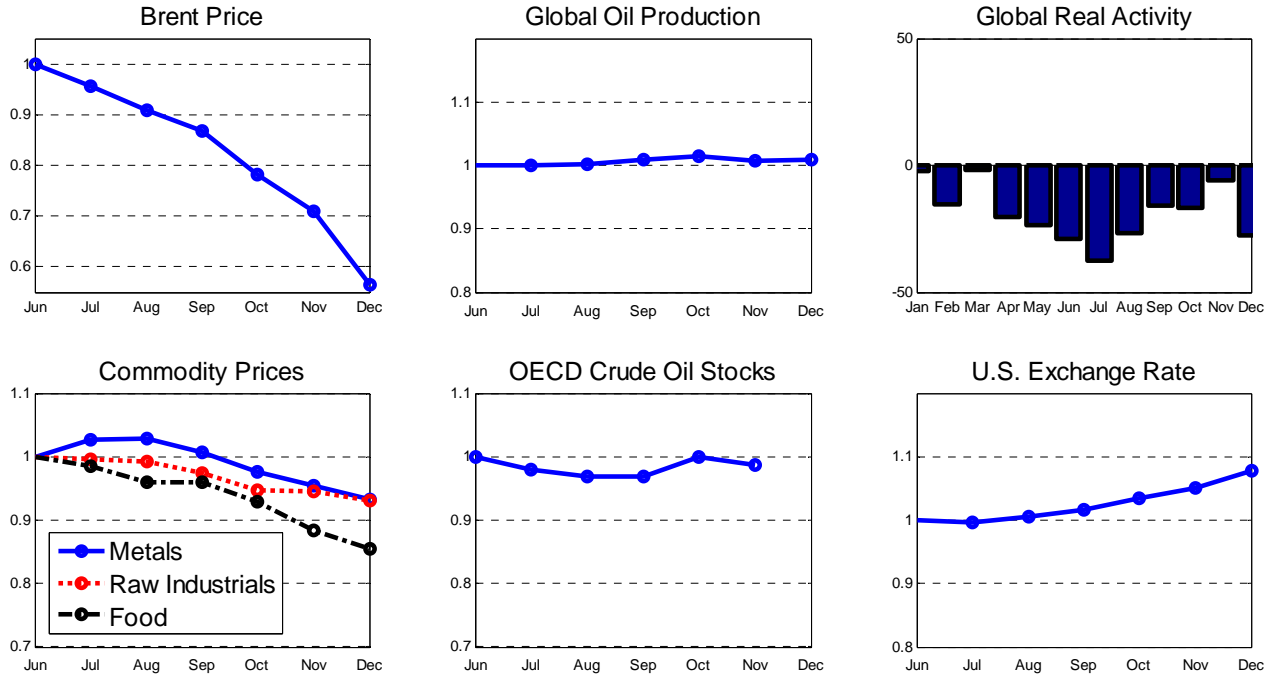 Brent Price
1
0.9
0.8
0.7
0.6
Jun Jul Aug Sep Oct Nov Dec
Global Oil Production
1.1
1
0.9
0.8
Jun Jul Aug Sep Oct Nov Dec
Global Real Activity
50
0
-50
Jan Feb Mar Apr May Jun Jul Aug Sep Oct Nov Dec
Commodity Prices
1.1
1
0.9
0.8
0.7
Metals
Raw Industrials
Food
Jun Jul Aug Sep Oct Nov Dec
OECD Crude Oil Stocks
1.1
1
0.9
0.8
0.7
Jun Jul Aug Sep Oct Nov Dec
U.S. Exchange Rate
1.1
1
0.9
0.8
Jun Jul Aug Sep Oct Nov Dec